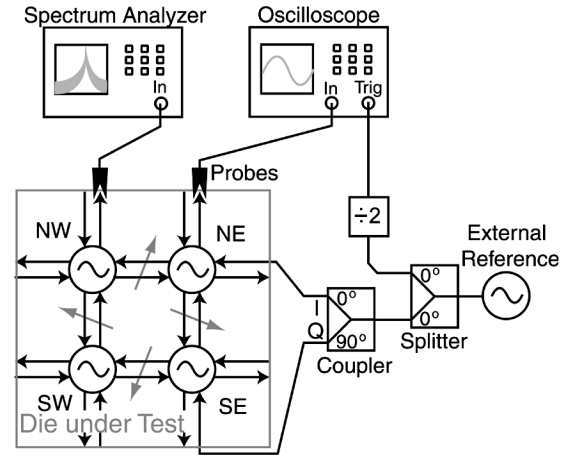 Spectrum Analyzer
Oscilloscope
In
In
Trig
Probes
÷2
NW
NE
External
Reference
I
0°
0°
Q
90°
0°
Splitter
Coupler
SW
SE
Die under Test